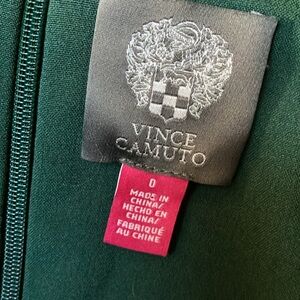 VINCE
CAMUTO
0
MADE IN
CHINA/
HECHO EN
CHINA/
FABRIQUÉ
AU CHINE